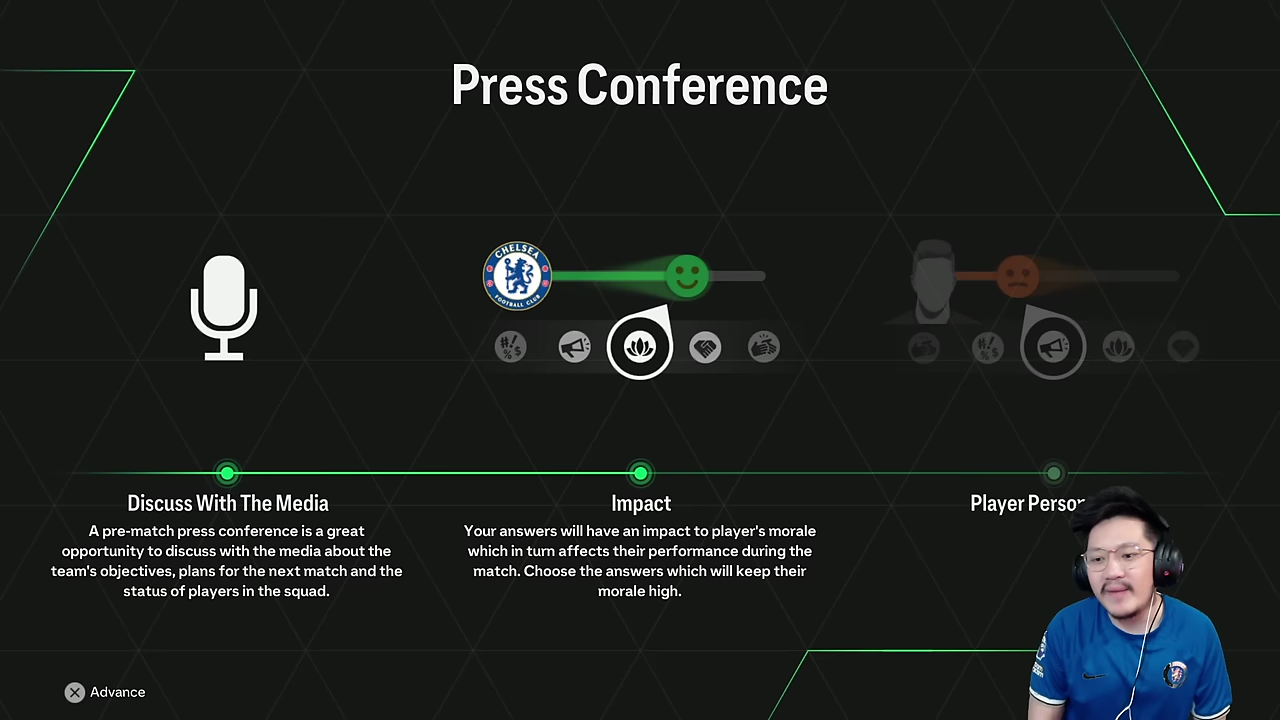 Press Conference
CHELSEA
FOOTBALL CLUB
Discuss With The Media
A pre-match press conference is a great
opportunity to discuss with the media about the
team's objectives, plans for the next match and the
status of players in the squad.
Impact
Your answers will have an impact to player's morale
which in turn affects their performance during the
match. Choose the answers which will keep their
morale high.
Player
Advance